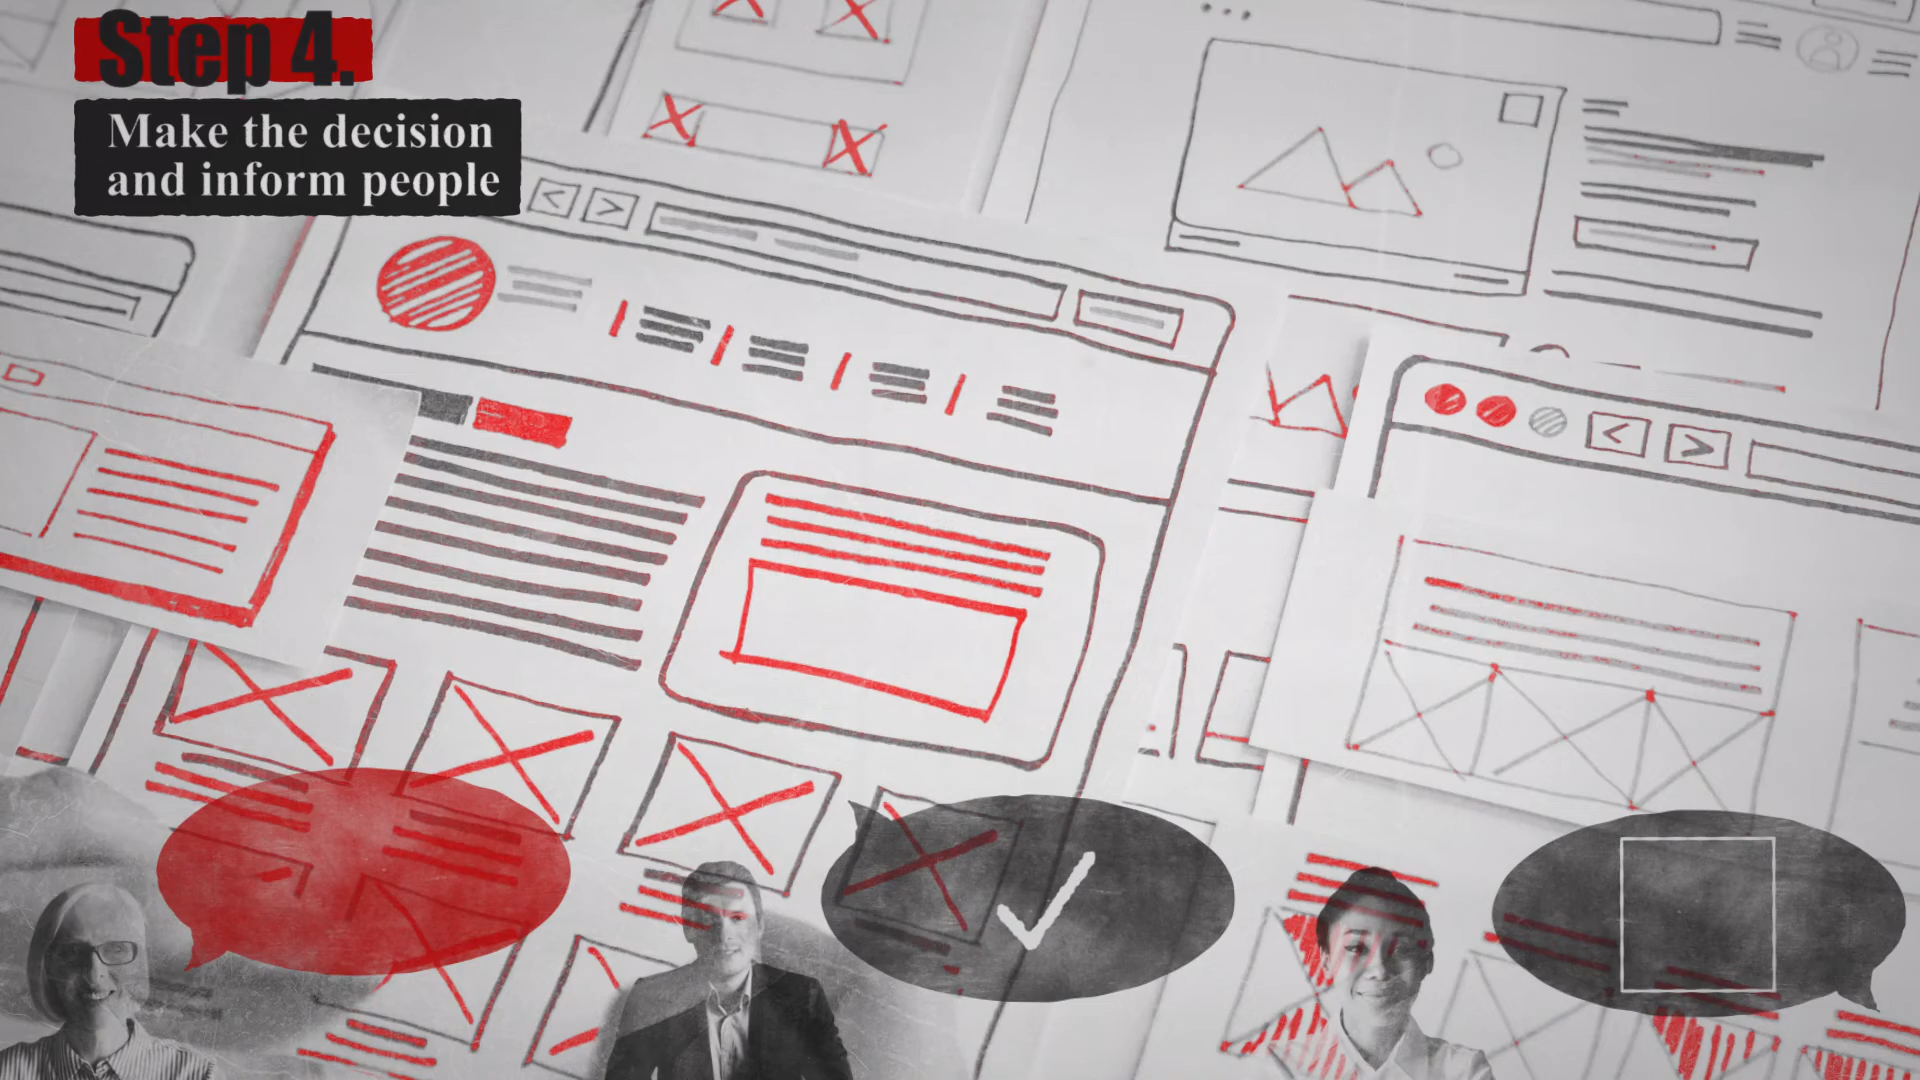 Step 4.
Make the decision
and inform people